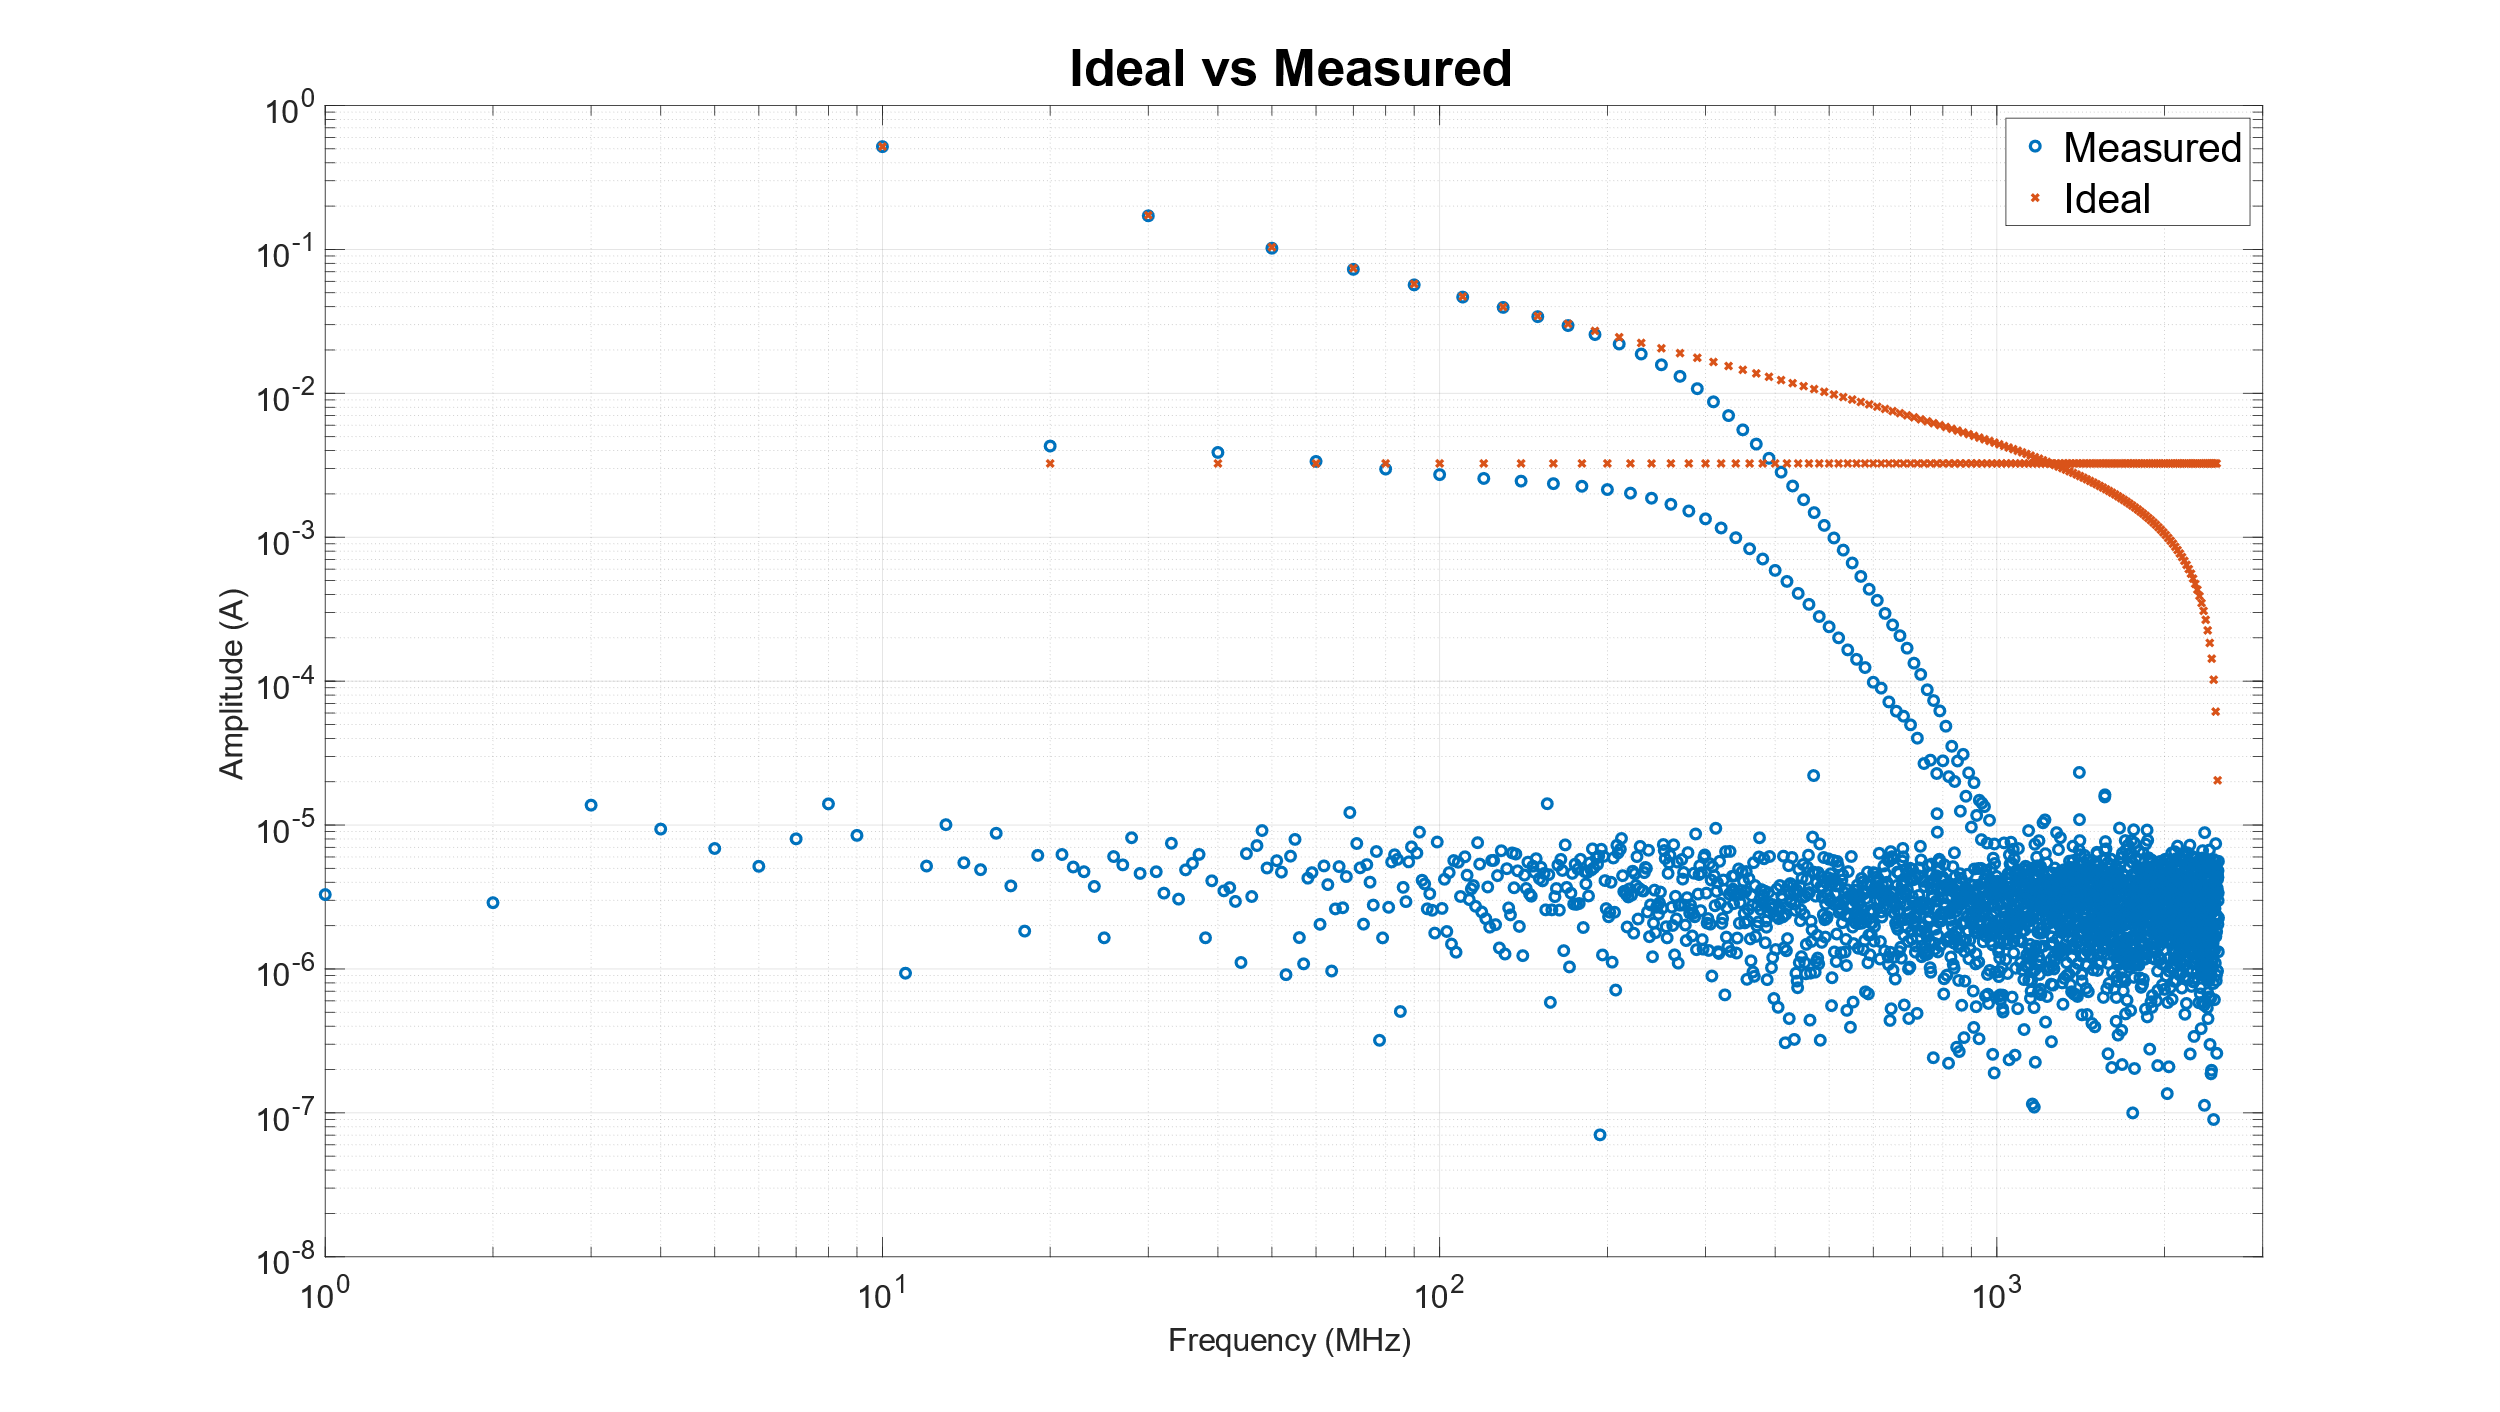 Ideal vs Measured
Measured
Ideal
10^0
10^-1
10^-2
10^-3
10^-4
10^-5
10^-6
10^-7
10^-8
Amplitude (A)
10^0 10^1 10^2 10^3
Frequency (MHz)